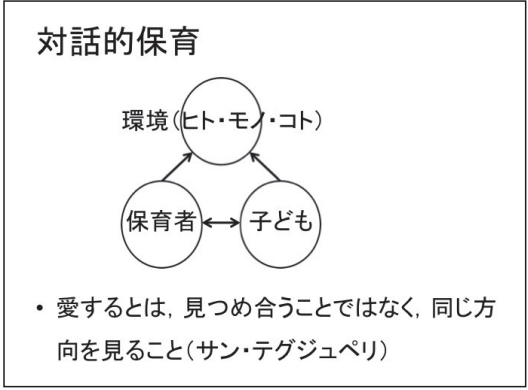 対話的保育
環境(ヒト・モノ・コト)
保育者
子ども
• 愛するとは, 見つめ合うことではなく, 同じ方
向を見ること(サン・テグジュペリ)